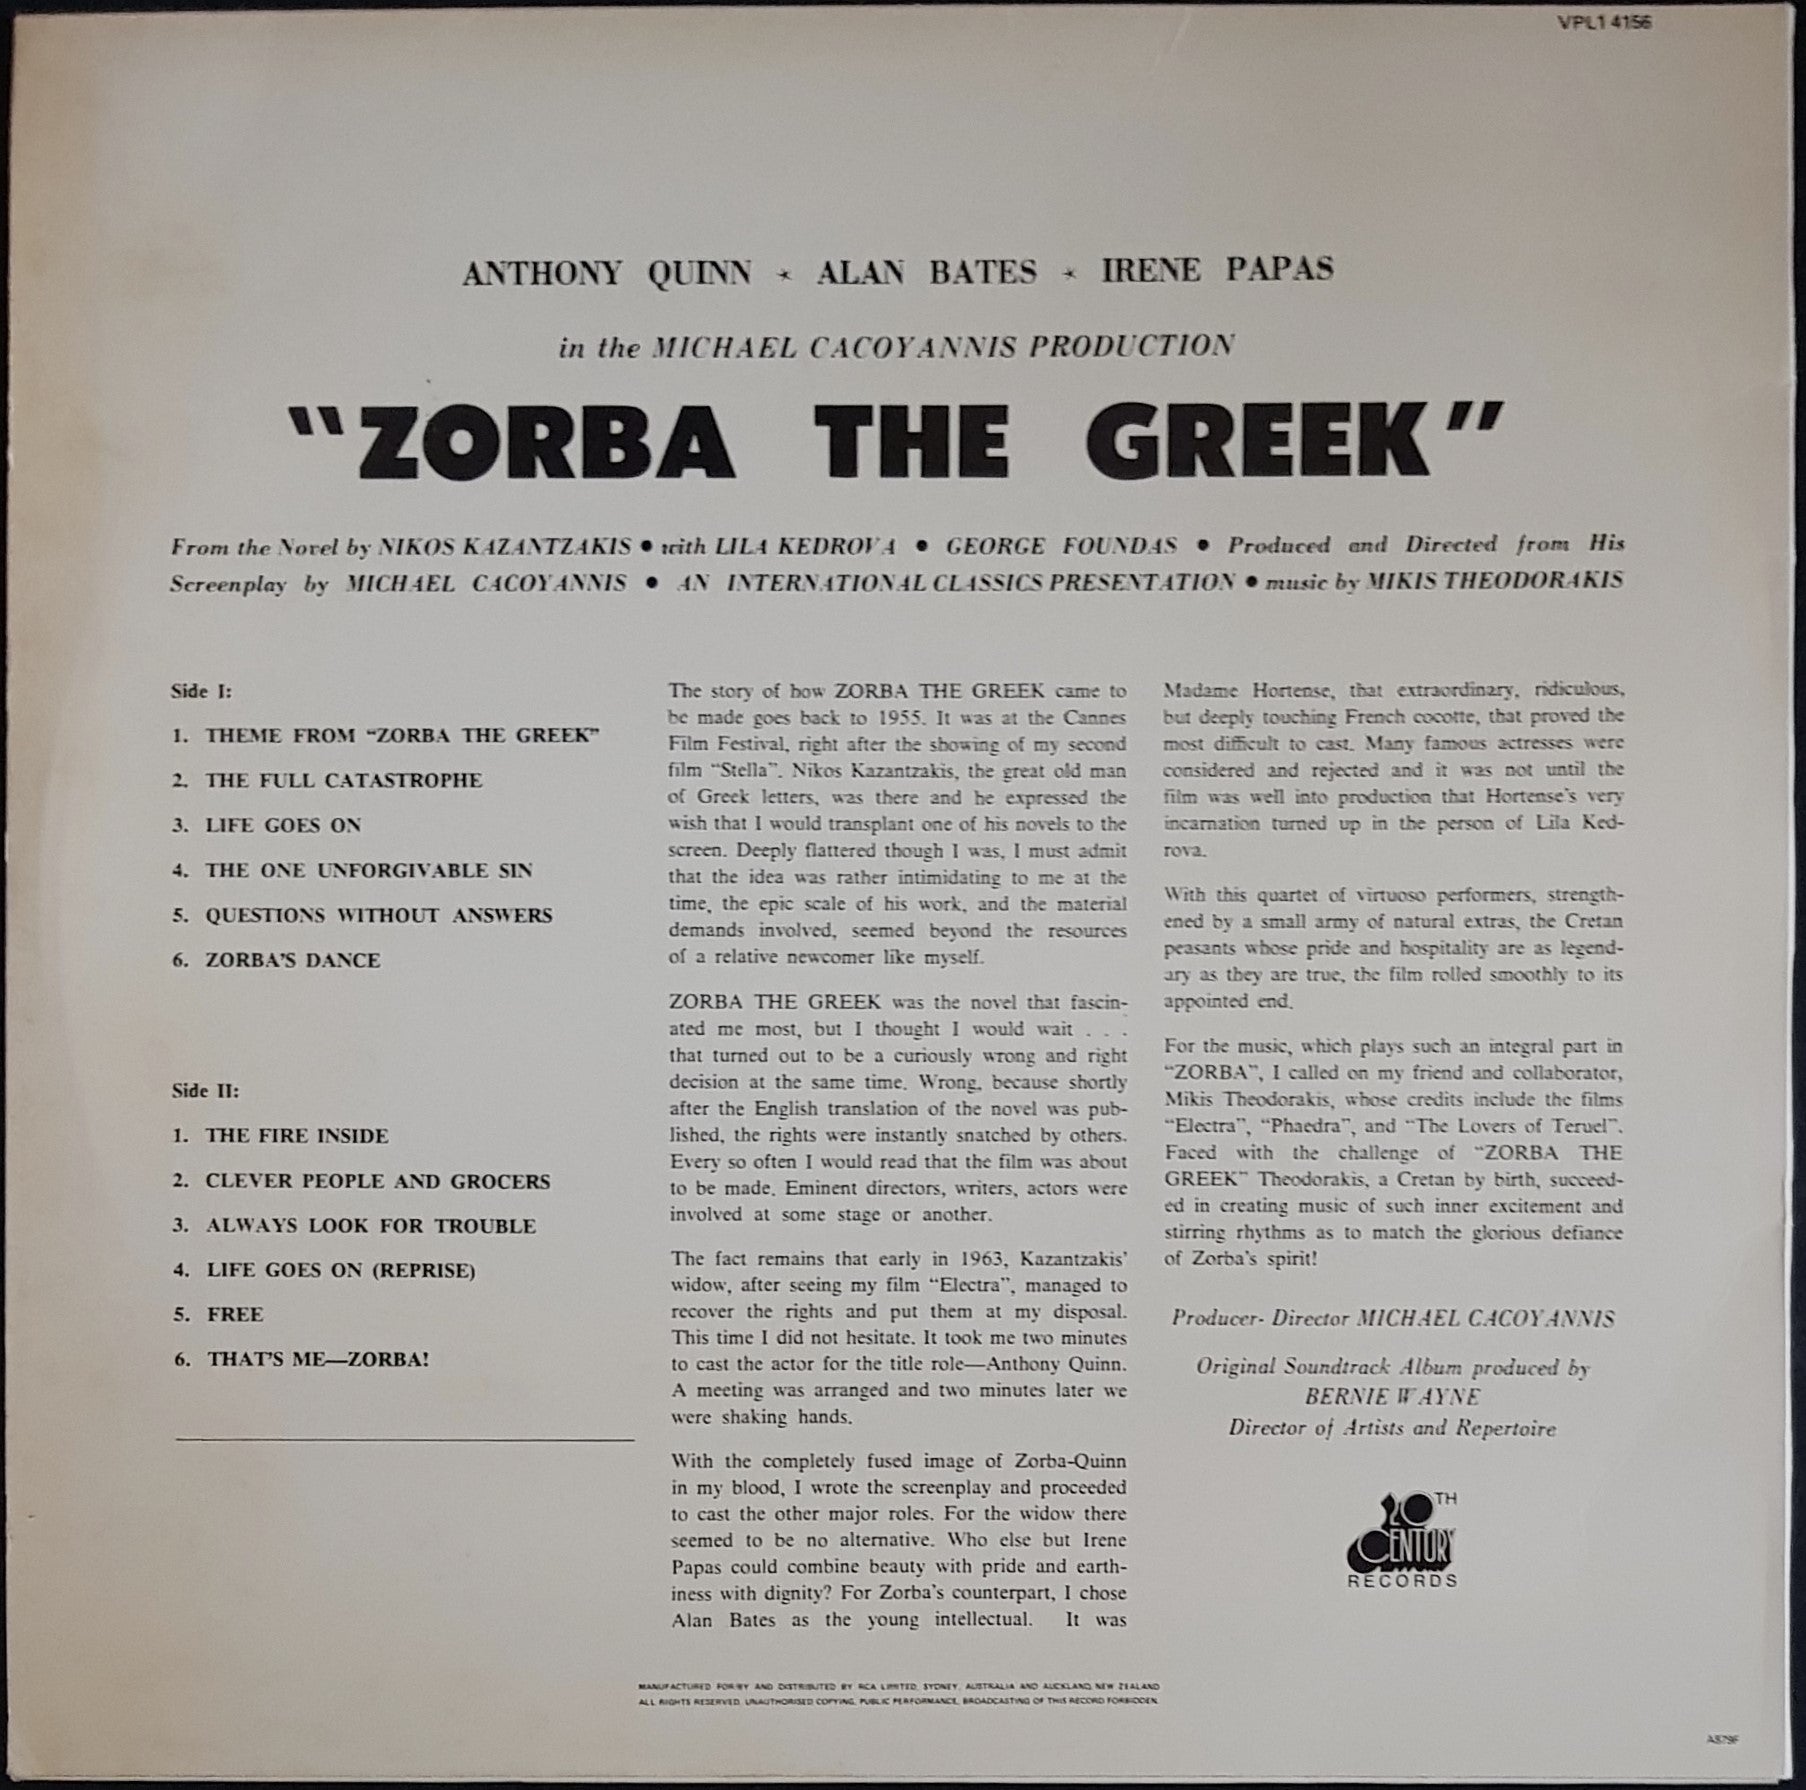 VPL1 4156
ANTHONY QUINN ★ ALAN BATES ★ IRENE PAPAS
in the MICHAEL CACOYANNIS PRODUCTION
"ZORBA THE GREEK"
From the Novel by NIKOS KAZANTZAKIS ● with LILA KEDROVA ● GEORGE FOUNDAS ● Produced and Directed from His
Screenplay by MICHAEL CACOYANNIS ● AN INTERNATIONAL CLASSICS PRESENTATION ● music by MIKIS THEODORAKIS
Side I:
1. THEME FROM “ZORBA THE GREEK”
2. THE FULL CATASTROPHE
3. LIFE GOES ON
4. THE ONE UNFORGIVABLE SIN
5. QUESTIONS WITHOUT ANSWERS
6. ZORBA'S DANCE
Side II:
1. THE FIRE INSIDE
2. CLEVER PEOPLE AND GROCERS
3. ALWAYS LOOK FOR TROUBLE
4. LIFE GOES ON (REPRISE)
5. FREE
6. THAT'S ME—ZORBA!
The story of how ZORBA THE GREEK came to
be made goes back to 1955. It was at the Cannes
Film Festival, right after the showing of my second
film “Stella”. Nikos Kazantzakis, the great old man
of Greek letters, was there and he expressed the
wish that I would transplant one of his novels to the
screen. Deeply flattered though I was, I must admit
that the idea was rather intimidating to me at the
time, the epic scale of his work, and the material
demands involved, seemed beyond the resources
of a relative newcomer like myself.
ZORBA THE GREEK was the novel that fascin-
ated me most, but I thought I would wait . . .
that turned out to be a curiously wrong and right
decision at the same time. Wrong, because shortly
after the English translation of the novel was pub-
lished, the rights were instantly snatched by others.
Every so often I would read that the film was about
to be made. Eminent directors, writers, actors were
involved at some stage or another.
The fact remains that early in 1963, Kazantzakis'
widow, after seeing my film “Electra”, managed to
recover the rights and put them at my disposal.
This time I did not hesitate. It took me two minutes
to cast the actor for the title role—Anthony Quinn.
A meeting was arranged and two minutes later we
were shaking hands.
With the completely fused image of Zorba-Quinn
in my blood, I wrote the screenplay and proceeded
to cast the other major roles. For the widow there
seemed to be no alternative. Who else but Irene
Papas could combine beauty with pride and earth-
iness with dignity? For Zorba's counterpart, I chose
Alan Bates as the young intellectual. It was
Madame Hortense, that extraordinary, ridiculous,
but deeply touching French cocotte, that proved the
most difficult to cast. Many famous actresses were
considered and rejected and it was not until the
film was well into production that Hortense's very
incarnation turned up in the person of Lila Ked-
rova.
With this quartet of virtuoso performers, strength-
ened by a small army of natural extras, the Cretan
peasants whose pride and hospitality are as legend-
ary as they are true, the film rolled smoothly to its
appointed end.
For the music, which plays such an integral part in
“ZORBA”, I called on my friend and collaborator,
Mikis Theodorakis, whose credits include the films
“Electra”, “Phaedra”, and “The Lovers of Teruel”.
Faced with the challenge of “ZORBA THE
GREEK” Theodorakis, a Cretan by birth, succeed-
ed in creating music of such inner excitement and
stirring rhythms as to match the glorious defiance
of Zorba's spirit!
Producer- Director MICHAEL CACOYANNIS
Original Soundtrack Album produced by
BERNIE WAYNE
Director of Artists and Repertoire
20TH
CENTURY
RECORDS
MANUFACTURED FOR/BY AND DISTRIBUTED BY RCA LIMITED, SYDNEY, AUSTRALIA AND AUCKLAND, NEW ZEALAND
ALL RIGHTS RESERVED. UNAUTHORISED COPYING, PUBLIC PERFORMANCE, BROADCASTING OF THIS RECORD FORBIDDEN.